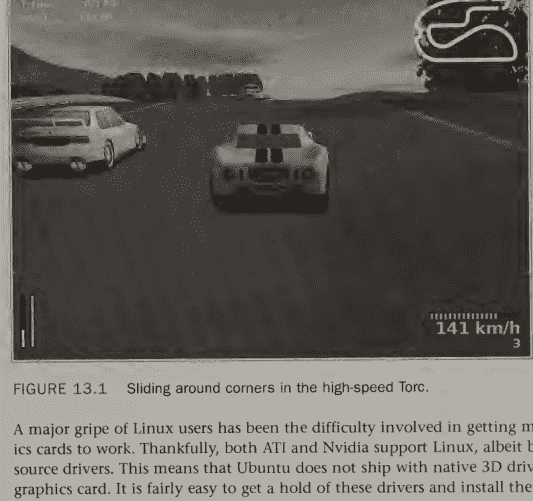 141 km/h
3
FIGURE 13.1 Sliding around corners in the high-speed Torc.
A major gripe of Linux users has been the difficulty involved in getting
ics cards to work. Thankfully, both ATI and Nvidia support Linux, albeit
source drivers. This means that Ubuntu does not ship with native 3D
graphics card. It is fairly easy to get a hold of these drivers and install